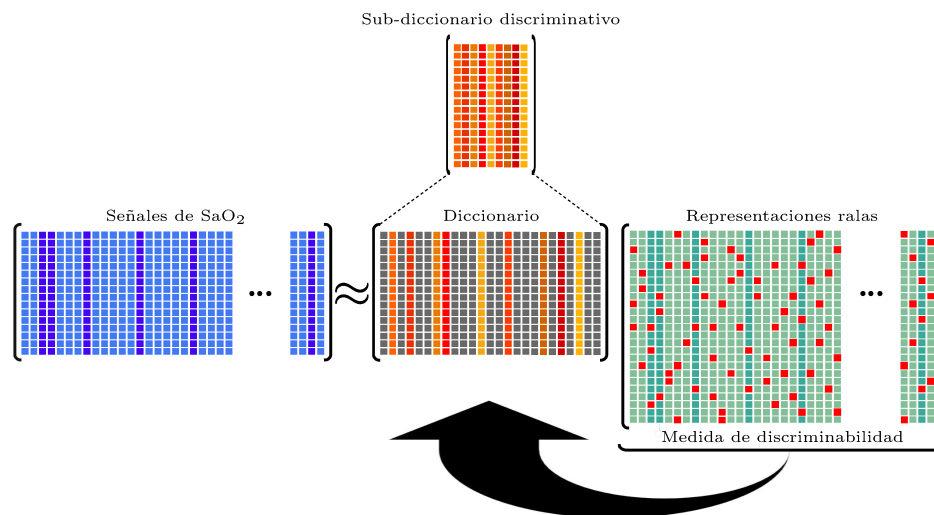 Sub-diccionario discriminativo
Señales de SaO₂
Diccionario
Representaciones ralas
...
≈
...
Medida de discriminabilidad